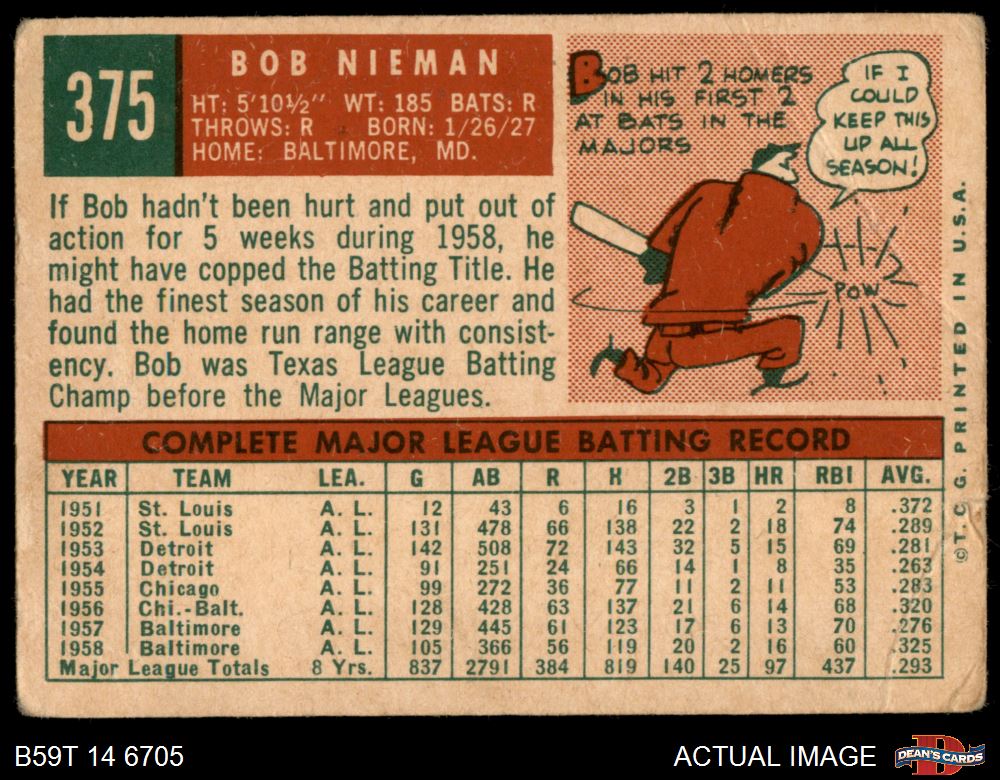 375
BOB NIEMAN
HT: 5'10½" WT: 185 BATS: R
THROWS: R BORN: 1/26/27
HOME: BALTIMORE, MD.
BOB HIT 2 HOMERS
IN HIS FIRST 2
AT BATS IN THE
MAJORS
IF I
COULD
KEEP THIS
UP ALL
SEASON!
POW
If Bob hadn't been hurt and put out of
action for 5 weeks during 1958, he
might have copped the Batting Title. He
had the finest season of his career and
found the home run range with consist-
ency. Bob was Texas League Batting
Champ before the Major Leagues.
©T. C. G. PRINTED IN U.S.A.
COMPLETE MAJOR LEAGUE BATTING RECORD
YEAR TEAM LEA. G AB R H 2B 3B HR RBI AVG.
1951 St. Louis A. L. 12 43 6 16 3 1 2 8 .372
1952 St. Louis A. L. 131 478 66 138 22 2 18 74 .289
1953 Detroit A. L. 142 508 72 143 32 5 15 69 .281
1954 Detroit A. L. 91 251 24 66 14 1 8 35 .263
1955 Chicago A. L. 99 272 36 77 11 2 11 53 .283
1956 Chi.-Balt. A. L. 128 428 63 137 21 6 14 68 .320
1957 Baltimore A. L. 129 445 61 123 17 6 13 70 .276
1958 Baltimore A. L. 105 366 56 119 20 2 16 60 .325
Major League Totals 8 Yrs. 837 2791 384 819 140 25 97 437 .293
B59T 14 6705
ACTUAL IMAGE
DEAN'S CARDS